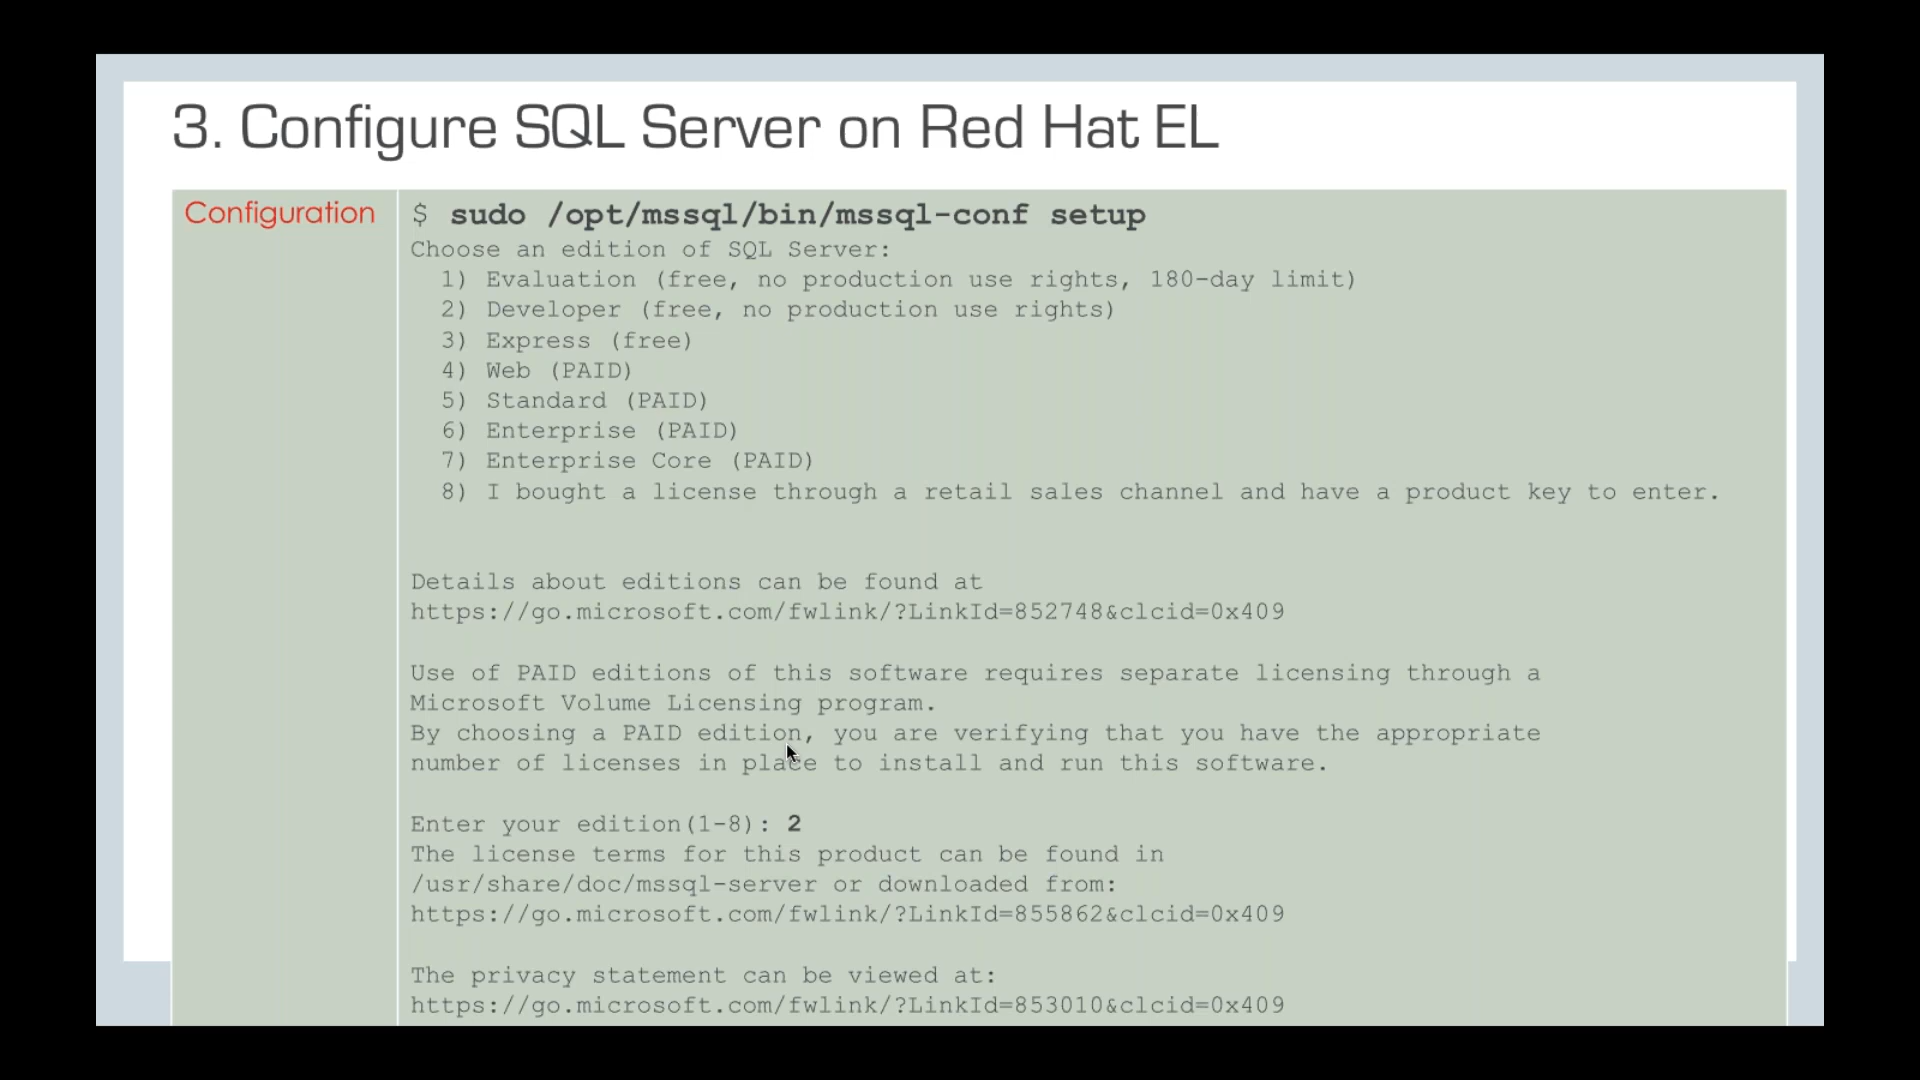 3. Configure SQL Server on Red Hat EL
Configuration
$ sudo /opt/mssql/bin/mssql-conf setup
Choose an edition of SQL Server:
1) Evaluation (free, no production use rights, 180-day limit)
2) Developer (free, no production use rights)
3) Express (free)
4) Web (PAID)
5) Standard (PAID)
6) Enterprise (PAID)
7) Enterprise Core (PAID)
8) I bought a license through a retail sales channel and have a product key to enter.
Details about editions can be found at
https://go.microsoft.com/fwlink/?LinkId=852748&clcid=0x409
Use of PAID editions of this software requires separate licensing through a
Microsoft Volume Licensing program.
By choosing a PAID edition, you are verifying that you have the appropriate
number of licenses in place to install and run this software.
Enter your edition(1-8): 2
The license terms for this product can be found in
/usr/share/doc/mssql-server or downloaded from:
https://go.microsoft.com/fwlink/?LinkId=855862&clcid=0x409
The privacy statement can be viewed at:
https://go.microsoft.com/fwlink/?LinkId=853010&clcid=0x409